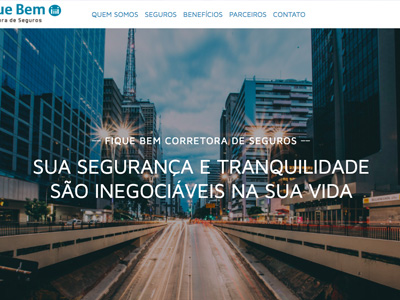 ue Bem
ora de Seguros
QUEM SOMOS SEGUROS BENEFÍCIOS PARCEIROS CONTATO
— FIQUE BEM CORRETORA DE SEGUROS —
SUA SEGURANÇA E TRANQUILIDADE
SÃO INEGOCIÁVEIS NA SUA VIDA